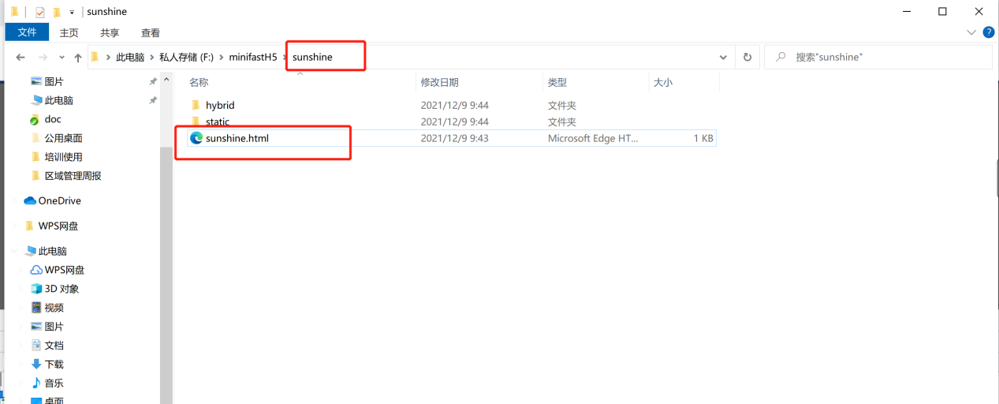 sunshine
文件 主页 共享 查看
此电脑 私人存储 (F:) minifastH5 sunshine 搜索"sunshine"
名称 修改日期 类型 大小
hybrid 2021/12/9 9:44 文件夹
static 2021/12/9 9:44 文件夹
sunshine.html 2021/12/9 9:43 Microsoft Edge HT... 1 KB
图片
此电脑
doc
公用桌面
培训使用
区域管理周报
OneDrive
WPS网盘
此电脑
WPS网盘
3D 对象
视频
图片
文档
下载
音乐
桌面